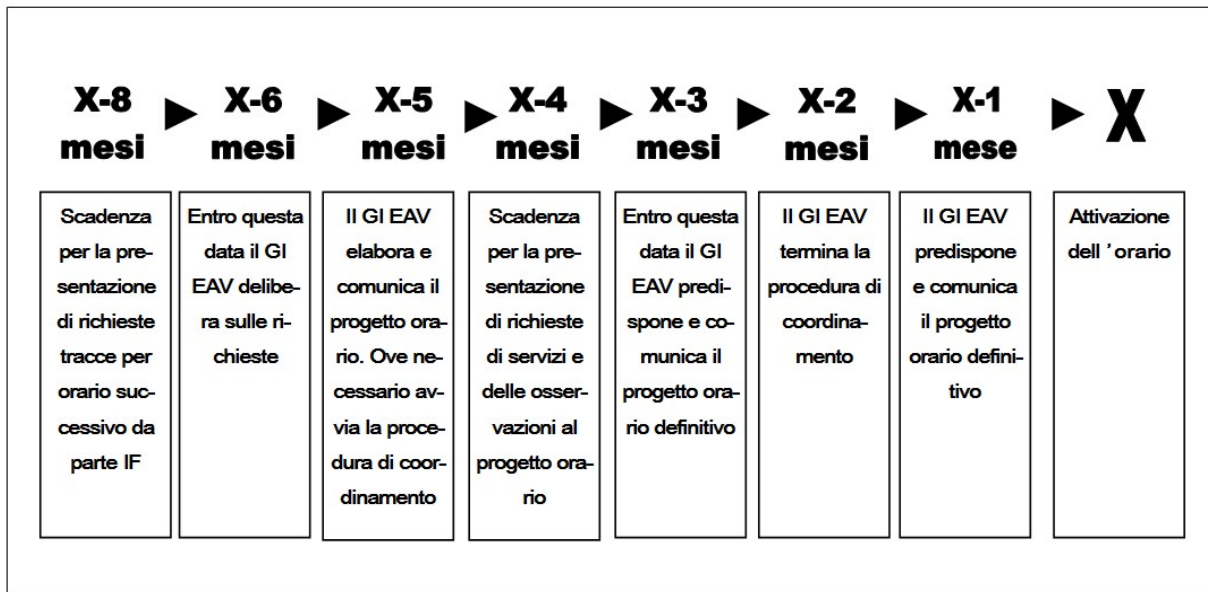 X-8
mesi
X-6
mesi
X-5
mesi
X-4
mesi
X-3
mesi
X-2
mesi
X-1
mese
X
Scadenza
per la pre-
sentazione
di richieste
tracce per
orario suc-
cessivo da
parte IF
Entro questa
data il GI
EAV delibe-
ra sulle ri-
chieste
Il GI EAV
elabora e
comunica il
progetto ora-
rio. Ove ne-
cessario av-
via la proce-
dura di coor-
dinamento
Scadenza
per la pre-
sentazione
di richieste
di servizi e
delle osser-
vazioni al
progetto ora-
rio
Entro questa
data il GI
EAV predi-
spone e co-
munica il
progetto ora-
rio definitivo
Il GI EAV
termina la
procedura di
coordina-
mento
Il GI EAV
predispone
e comunica
il progetto
orario defini-
tivo
Attivazione
dell 'orario